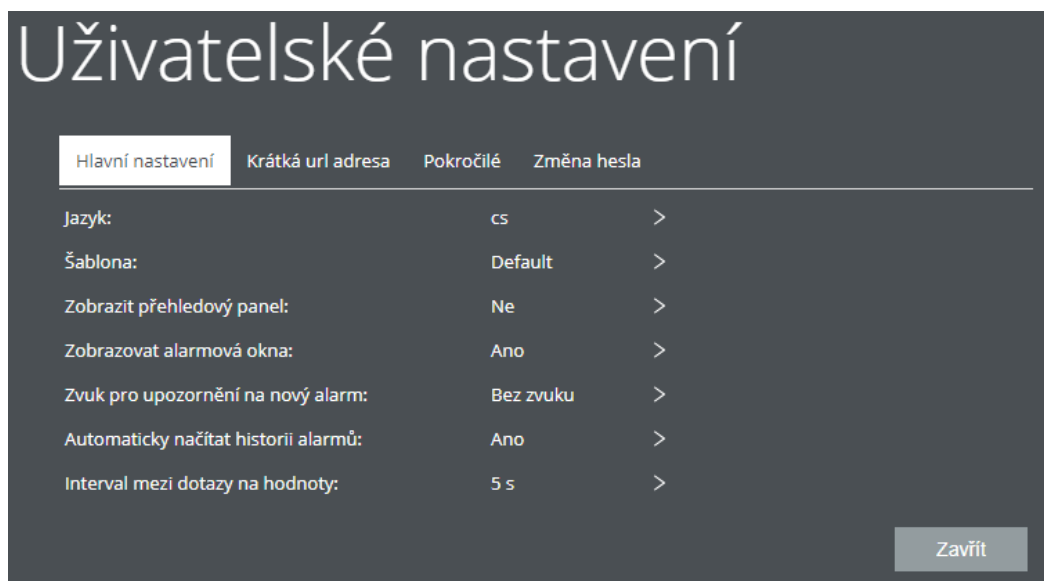 Uživatelské nastavení
Hlavní nastavení Krátká url adresa Pokročilé Změna hesla
Jazyk: cs >
Šablona: Default >
Zobrazit přehledový panel: Ne >
Zobrazovat alarmová okna: Ano >
Zvuk pro upozornění na nový alarm: Bez zvuku >
Automaticky načítat historii alarmů: Ano >
Interval mezi dotazy na hodnoty: 5 s >
Zavřít